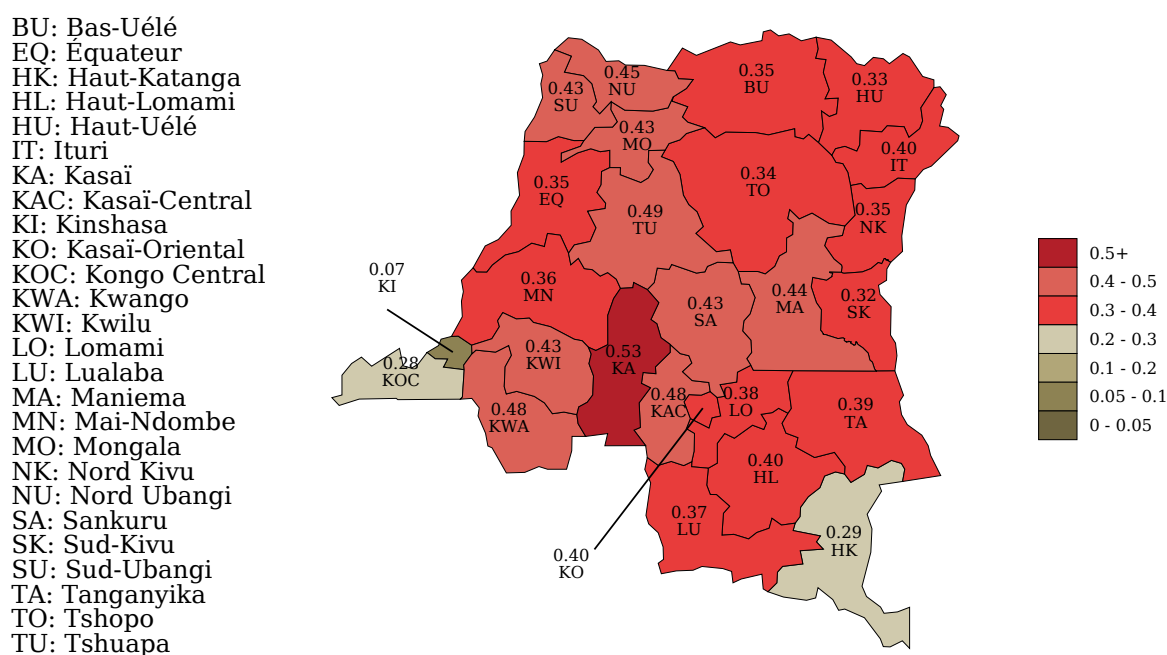 BU: Bas-Uélé
EQ: Équateur
HK: Haut-Katanga
HL: Haut-Lomami
HU: Haut-Uélé
IT: Ituri
KA: Kasaï
KAC: Kasaï-Central
KI: Kinshasa
KO: Kasaï-Oriental
KOC: Kongo Central
KWA: Kwango
KWI: Kwilu
LO: Lomami
LU: Lualaba
MA: Maniema
MN: Mai-Ndombe
MO: Mongala
NK: Nord Kivu
NU: Nord Ubangi
SA: Sankuru
SK: Sud-Kivu
SU: Sud-Ubangi
TA: Tanganyika
TO: Tshopo
TU: Tshuapa
0.45
NU
0.43
SU
0.35
BU
0.33
HU
0.43
MO
0.40
IT
0.35
EQ
0.34
TO
0.49
TU
0.35
NK
0.07
KI
0.36
MN
0.43
SA
0.44
MA
0.32
SK
0.28
KOC
0.43
KWI
0.53
KA
0.48
KWA
0.48
KAC
0.38
LO
0.39
TA
0.40
HL
0.37
LU
0.29
HK
0.40
KO
0.5+
0.4 - 0.5
0.3 - 0.4
0.2 - 0.3
0.1 - 0.2
0.05 - 0.1
0 - 0.05